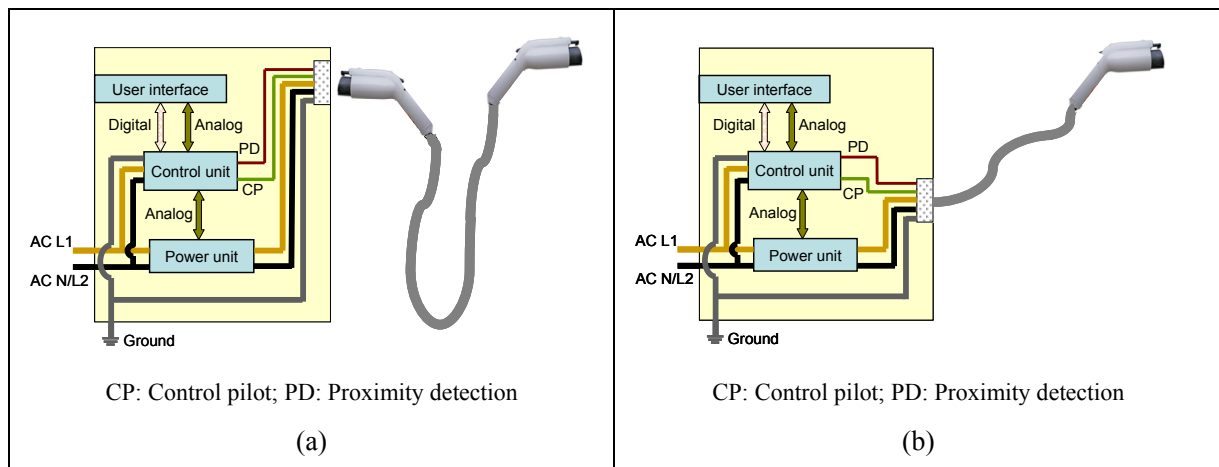 User interface
Digital
Analog
PD
Control unit
CP
Analog
AC L1
Power unit
AC N/L2
Ground
CP: Control pilot; PD: Proximity detection
(a)
User interface
Digital
Analog
PD
Control unit
CP
Analog
AC L1
Power unit
AC N/L2
Ground
CP: Control pilot; PD: Proximity detection
(b)